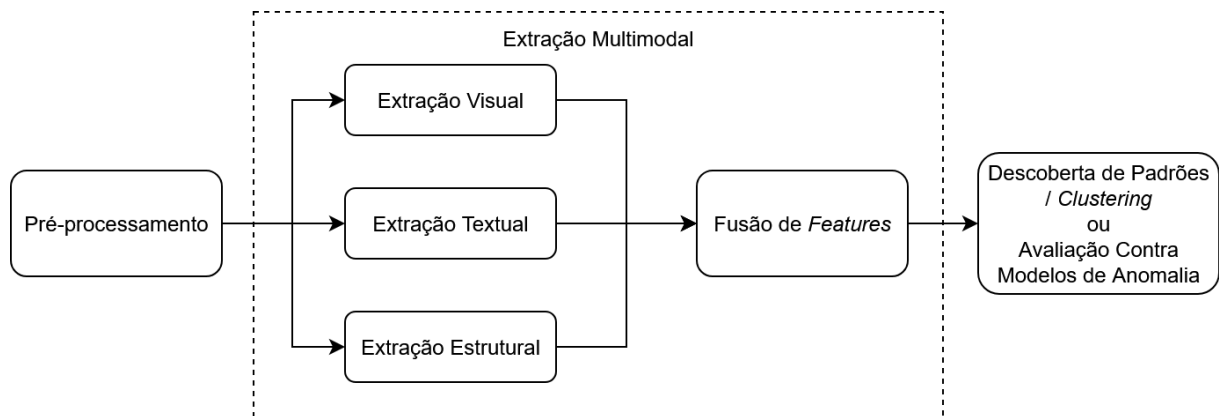 Extração Multimodal
Pré-processamento
Extração Visual
Extração Textual
Extração Estrutural
Fusão de Features
Descoberta de Padrões
/ Clustering
ou
Avaliação Contra
Modelos de Anomalia